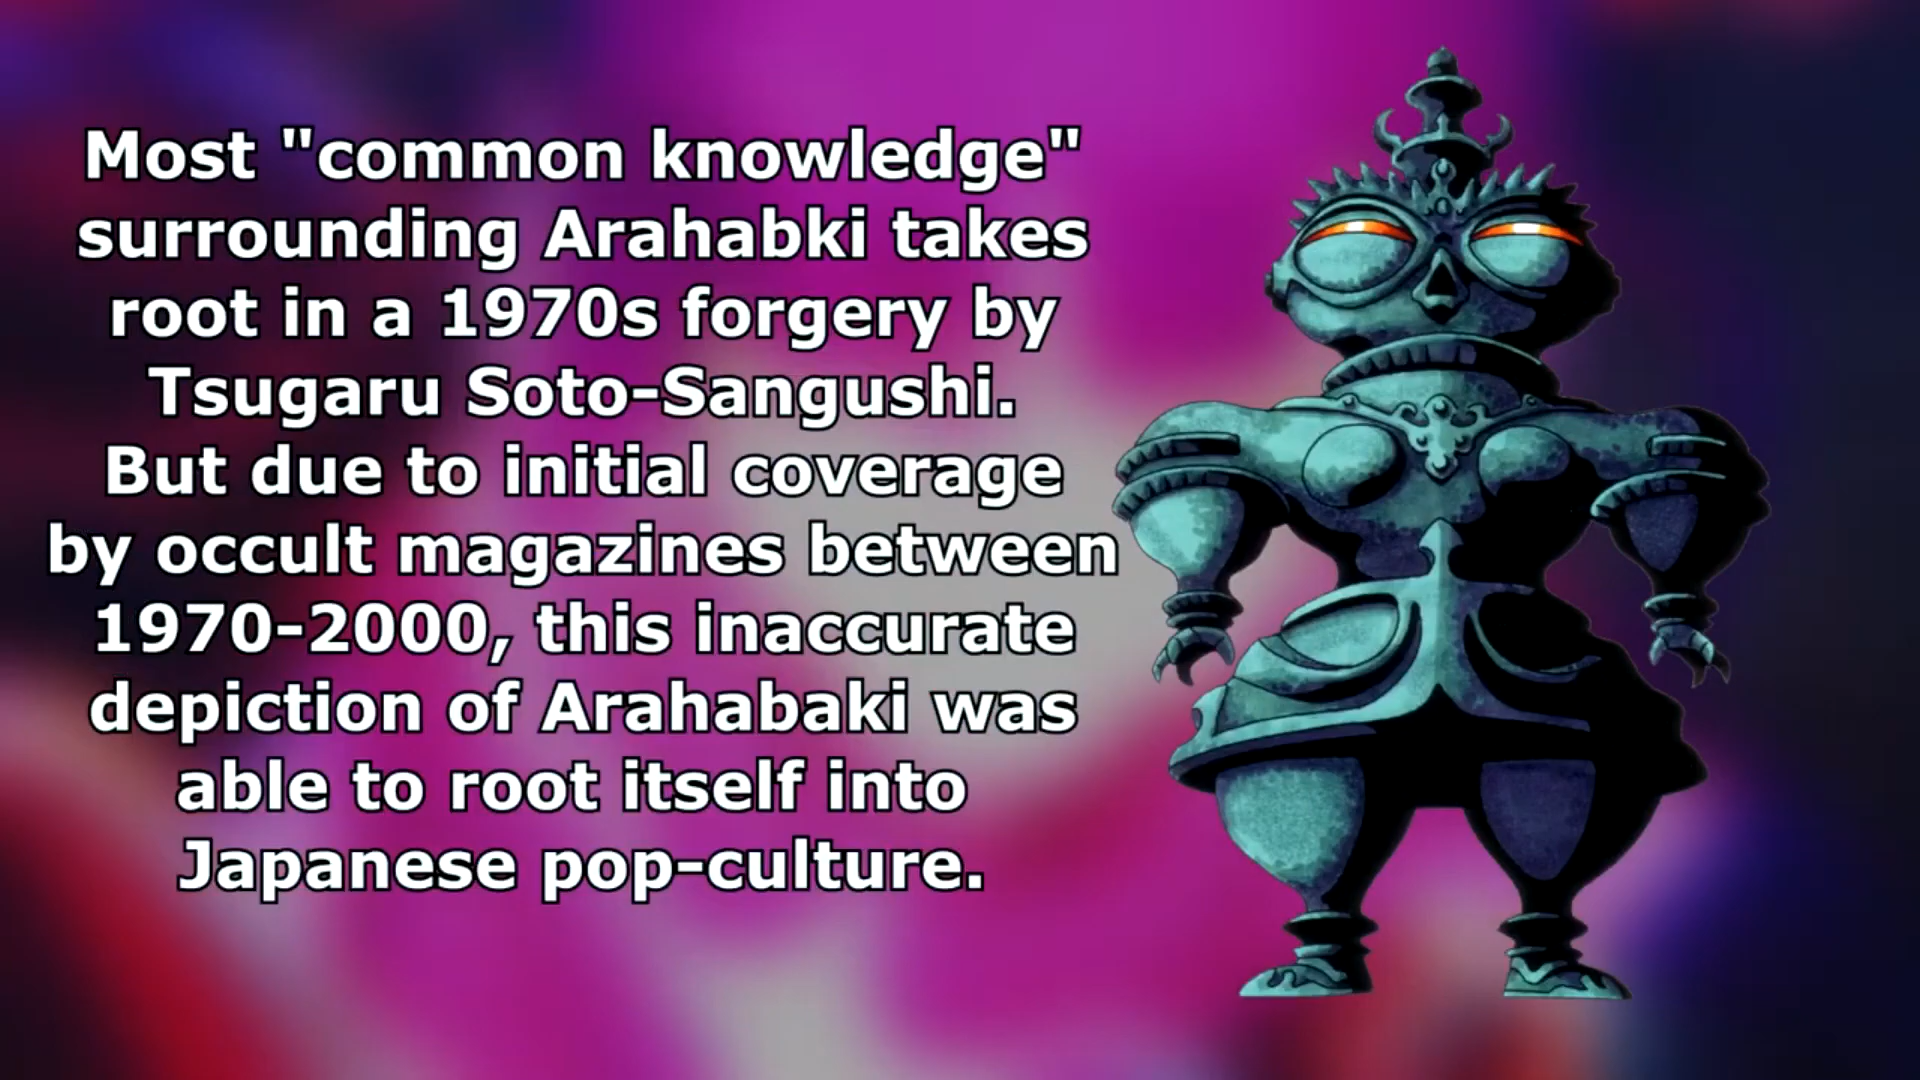 Most "common knowledge"
surrounding Arahabki takes
root in a 1970s forgery by
Tsugaru Soto-Sangushi.
But due to initial coverage
by occult magazines between
1970-2000, this inaccurate
depiction of Arahabaki was
able to root itself into
Japanese pop-culture.